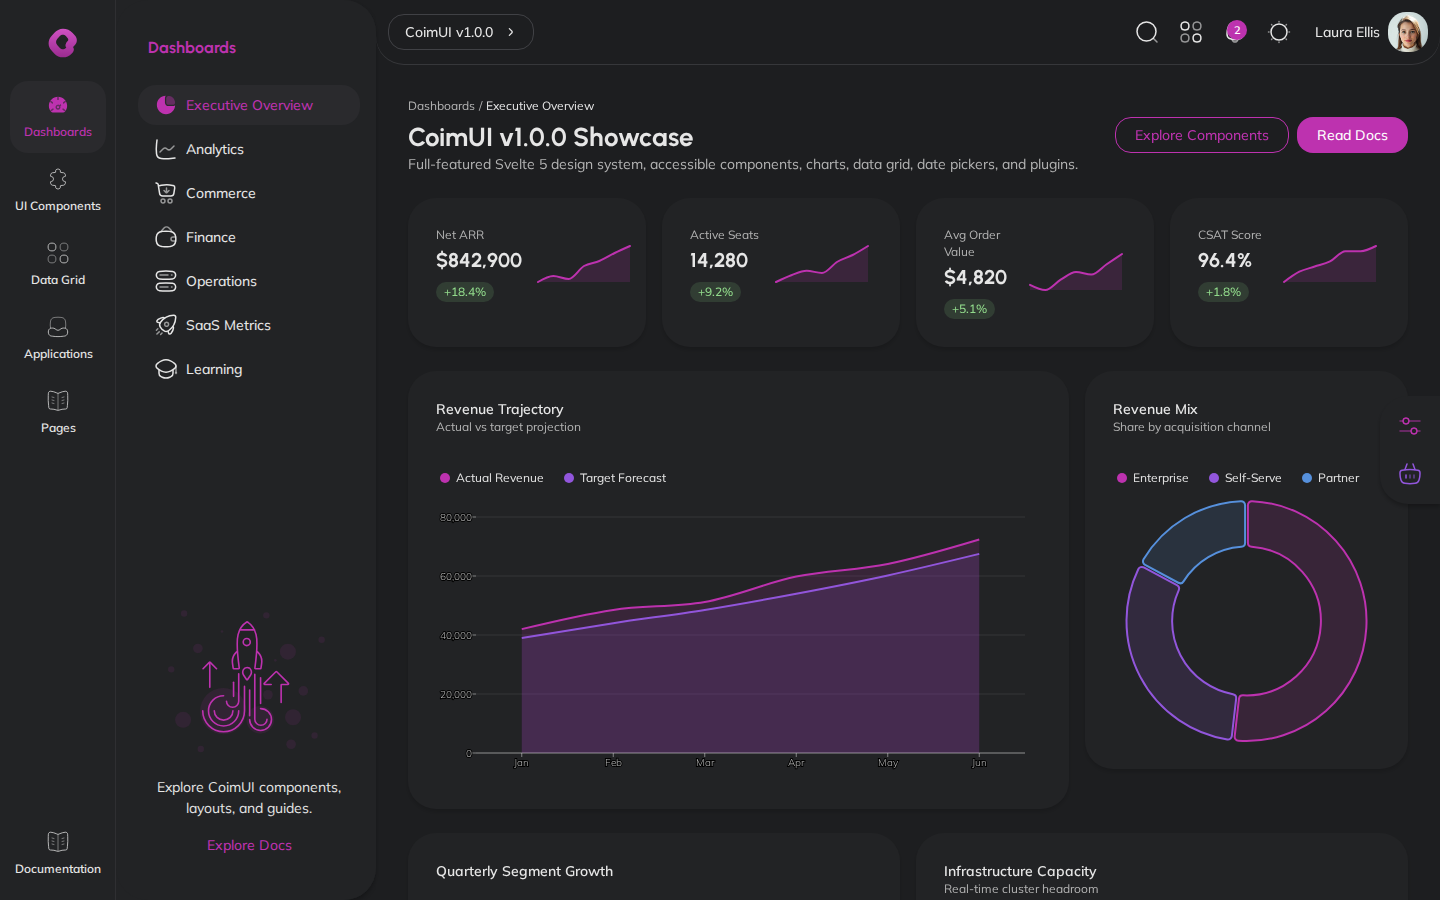 CoimUI v1.0.0
2
Laura Ellis
Dashboards
UI Components
Data Grid
Applications
Pages
Documentation
Dashboards
Executive Overview
Analytics
Commerce
Finance
Operations
SaaS Metrics
Learning
Explore CoimUI components,
layouts, and guides.
Explore Docs
Dashboards / Executive Overview
CoimUI v1.0.0 Showcase
Full-featured Svelte 5 design system, accessible components, charts, data grid, date pickers, and plugins.
Explore Components
Read Docs
Net ARR
$842,900
+18.4%
Active Seats
14,280
+9.2%
Avg Order
Value
$4,820
+5.1%
CSAT Score
96.4%
+1.8%
Revenue Trajectory
Actual vs target projection
Actual Revenue
Target Forecast
80.000
60.000
40.000
20.000
0
Jan
Feb
Mar
Apr
May
Jun
Revenue Mix
Share by acquisition channel
Enterprise
Self-Serve
Partner
Quarterly Segment Growth
Infrastructure Capacity
Real-time cluster headroom